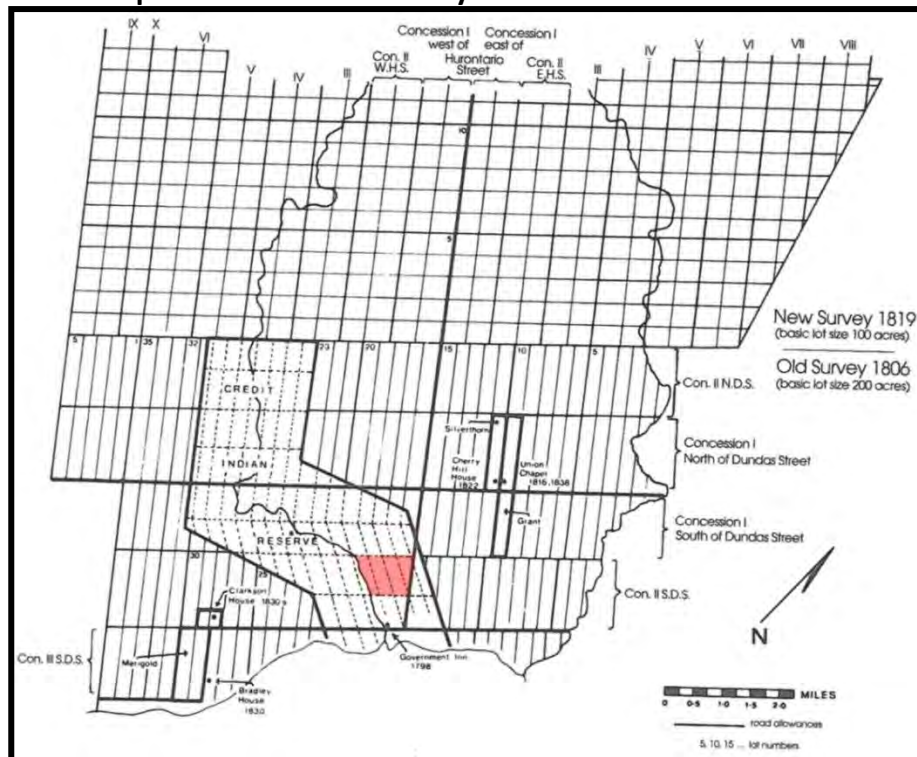 IX X VI V IV III
Con. II
W.H.S.
Concession I
west of
Hurontario
Street
Concession I
east of
Con. II
E.H.S.
III IV V VI VII VIII
10
5
New Survey 1819
(basic lot size 100 acres)
Old Survey 1806
(basic lot size 200 acres)
5 1 35 32 23 20 15 10 5
Con. II N.D.S.
CREDIT
Silverthorn
Concession I
North of Dundas Street
INDIAN
Cherry
Hill
House
1822
Union
Chapel
1816, 1838
Grant
Concession I
South of Dundas Street
RESERVE
30
25
Clarkson
House 1830's
Con. II S.D.S.
N
Con. III S.D.S.
Merigold
Government Inn
1798
Bradley
House
1830
MILES
0 0·5 1·0 1·5 2·0
road allowances
5, 10, 15 ... lot numbers